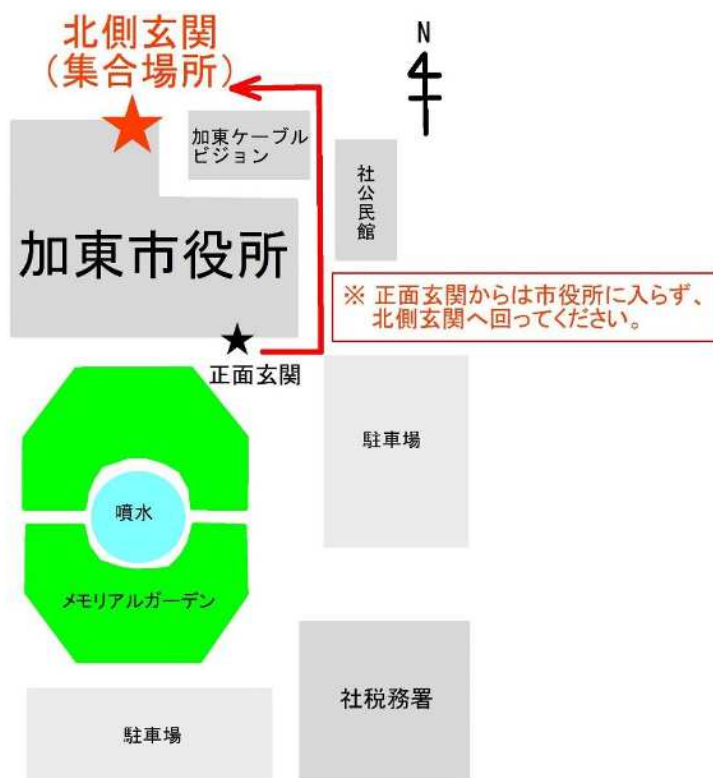 北側玄関
(集合場所)
N
加東ケーブル
ビジョン
社公民館
加東市役所
※ 正面玄関からは市役所に入らず、
北側玄関へ回ってください。
正面玄関
駐車場
噴水
メモリアルガーデン
社税務署
駐車場